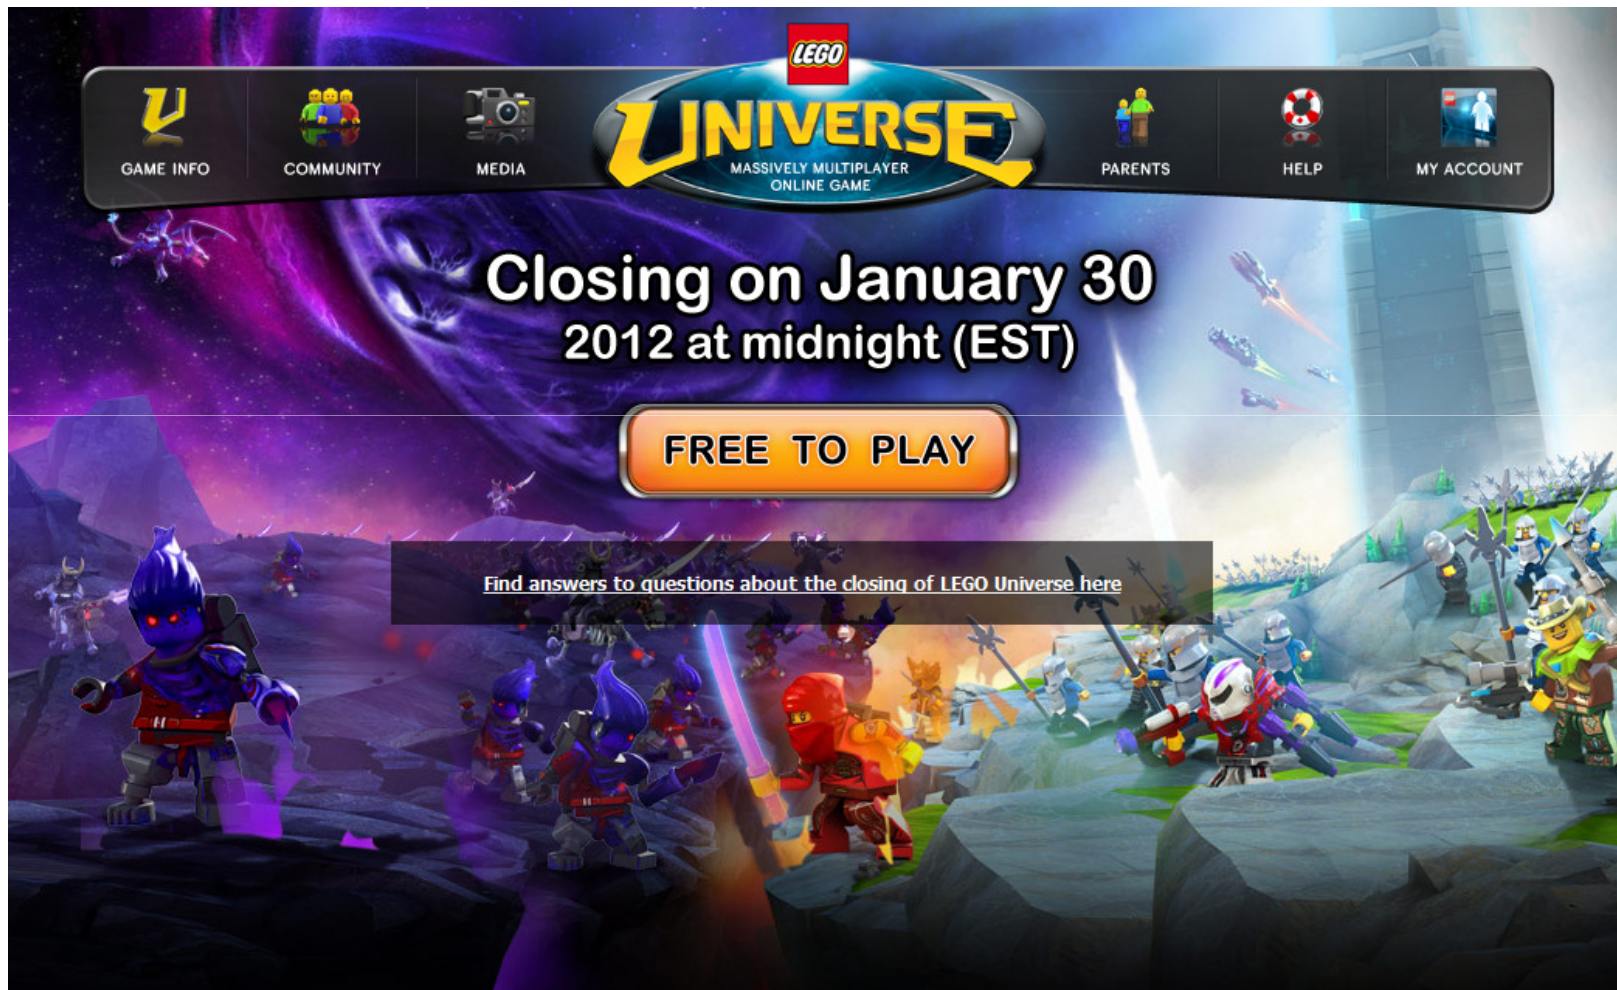 LEGO
UNIVERSE
MASSIVELY MULTIPLAYER
ONLINE GAME
GAME INFO
COMMUNITY
MEDIA
PARENTS
HELP
MY ACCOUNT
Closing on January 30
2012 at midnight (EST)
FREE TO PLAY
Find answers to questions about the closing of LEGO Universe here